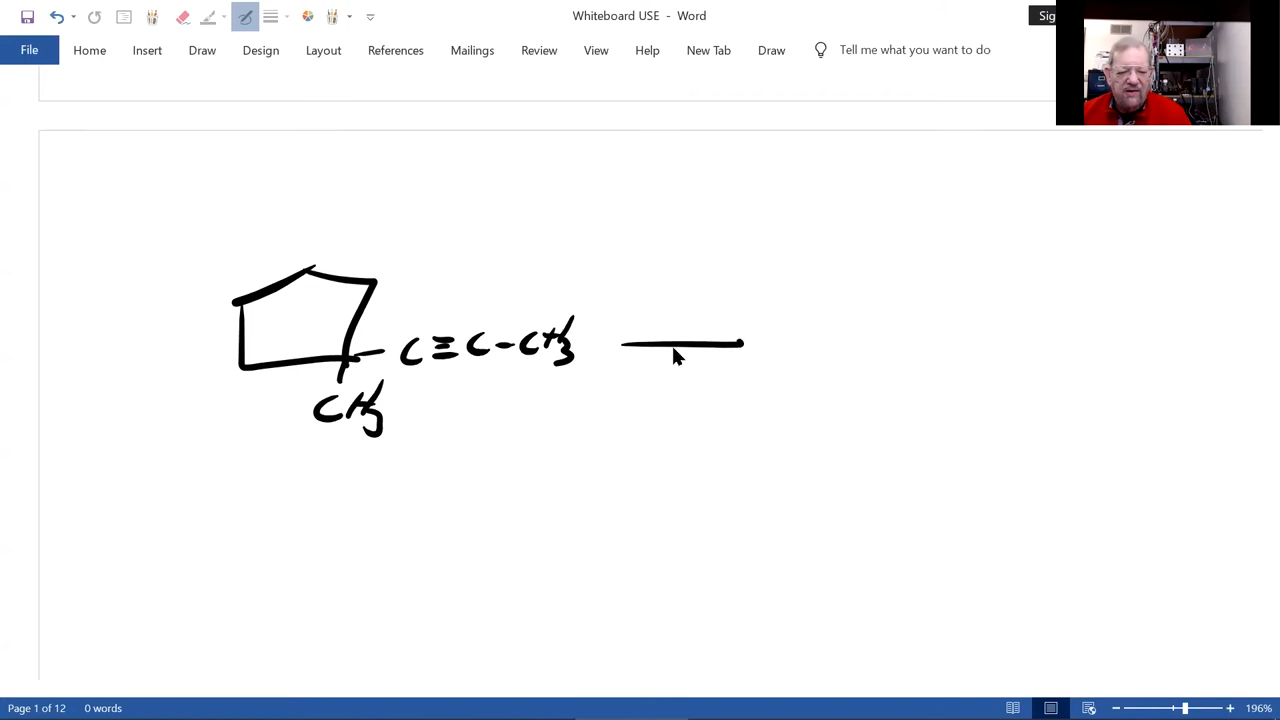 Whiteboard USE - Word
Sig
File Home Insert Draw Design Layout References Mailings Review View Help New Tab Draw Tell me what you want to do
C≡C-CH3
CH3
Page 1 of 12 0 words 196%